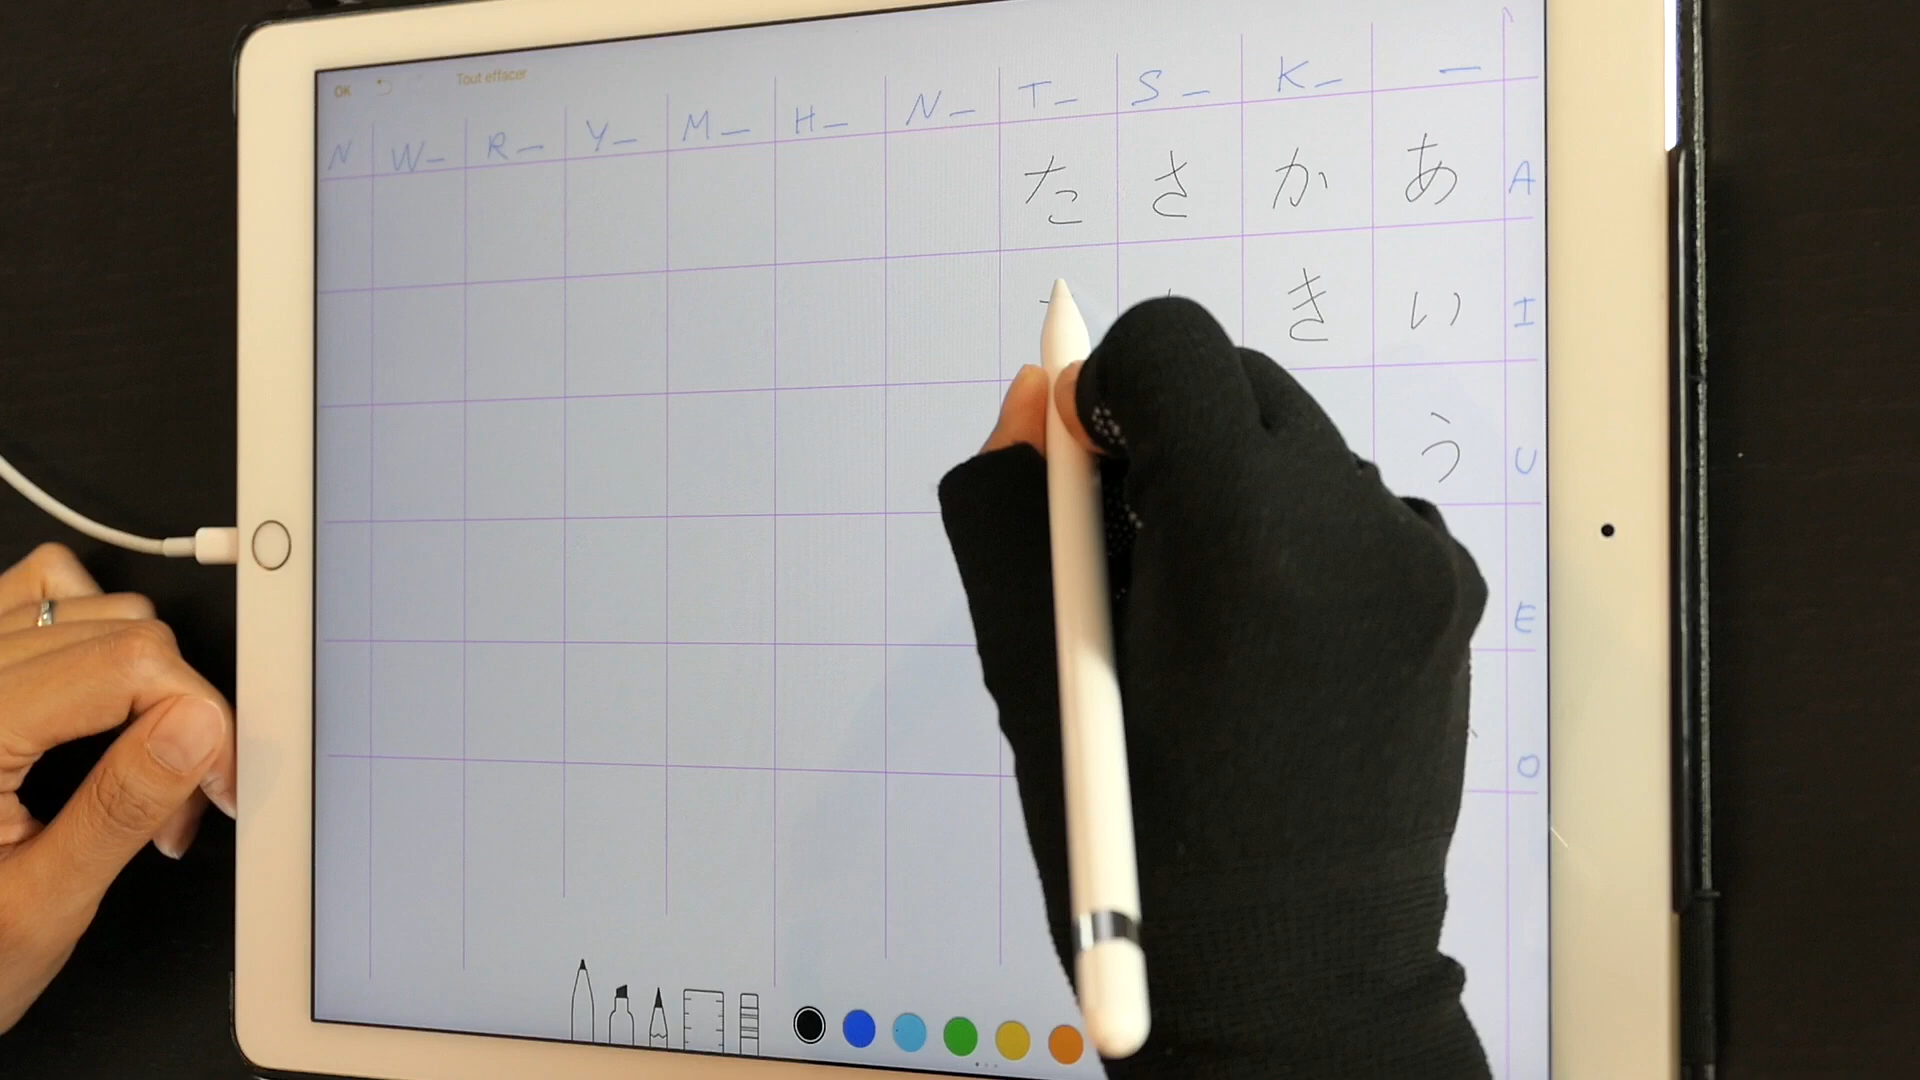 OK Tout effacer
N W_ R_ Y_ M_ H_ N_ T_ S_ K_ _
た さ か あ A
き い I
う U
E
O